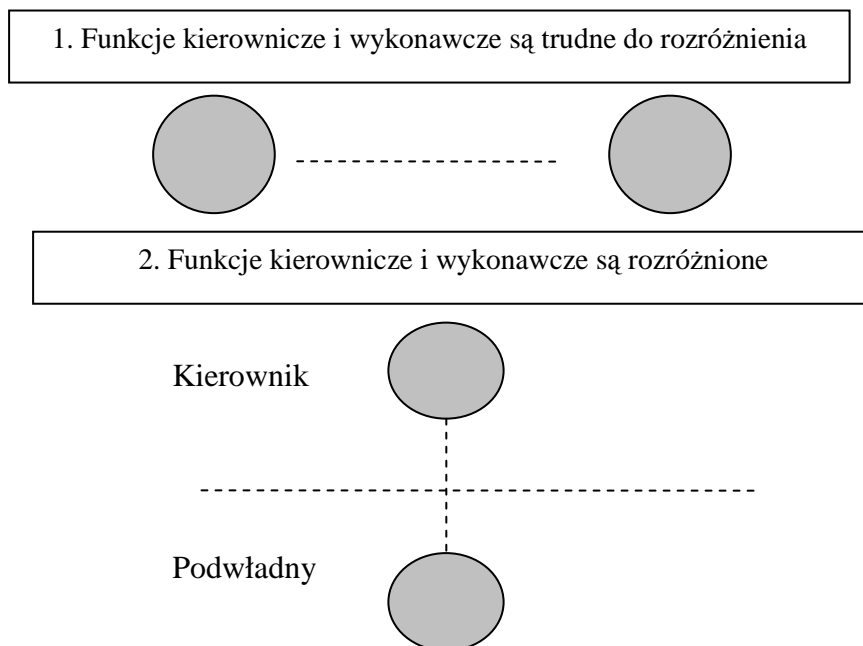 1. Funkcje kierownicze i wykonawcze są trudne do rozróżnienia
2. Funkcje kierownicze i wykonawcze są rozróżnione
Kierownik
Podwładny